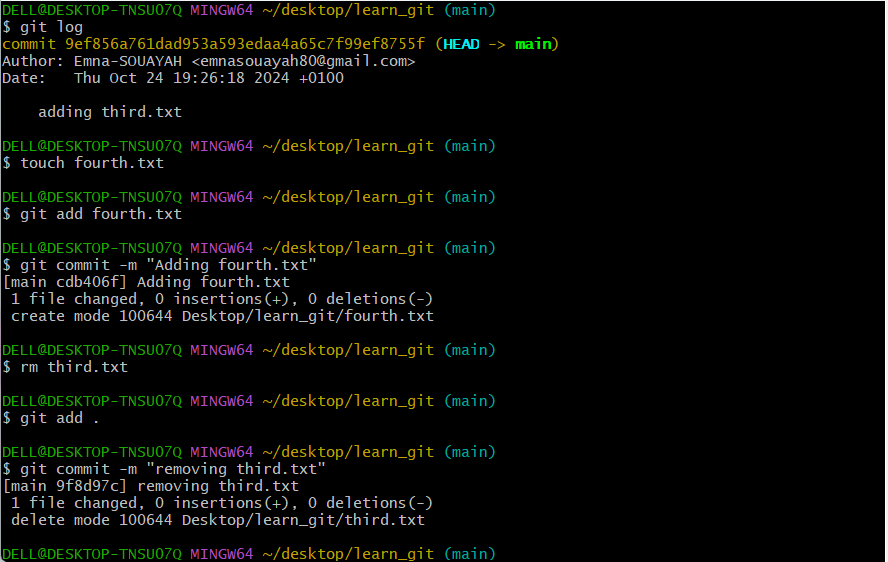 DELL@DESKTOP-TNSU07Q MINGW64 ~/desktop/learn_git (main)
$ git log
commit 9ef856a761dad953a593edaa4a65c7f99ef8755f (HEAD -> main)
Author: Emna-SOUAYAH <emnasouayah80@gmail.com>
Date:   Thu Oct 24 19:26:18 2024 +0100
    adding third.txt
DELL@DESKTOP-TNSU07Q MINGW64 ~/desktop/learn_git (main)
$ touch fourth.txt
DELL@DESKTOP-TNSU07Q MINGW64 ~/desktop/learn_git (main)
$ git add fourth.txt
DELL@DESKTOP-TNSU07Q MINGW64 ~/desktop/learn_git (main)
$ git commit -m "Adding fourth.txt"
[main cdb406f] Adding fourth.txt
 1 file changed, 0 insertions(+), 0 deletions(-)
 create mode 100644 Desktop/learn_git/fourth.txt
DELL@DESKTOP-TNSU07Q MINGW64 ~/desktop/learn_git (main)
$ rm third.txt
DELL@DESKTOP-TNSU07Q MINGW64 ~/desktop/learn_git (main)
$ git add .
DELL@DESKTOP-TNSU07Q MINGW64 ~/desktop/learn_git (main)
$ git commit -m "removing third.txt"
[main 9f8d97c] removing third.txt
 1 file changed, 0 insertions(+), 0 deletions(-)
 delete mode 100644 Desktop/learn_git/third.txt
DELL@DESKTOP-TNSU07Q MINGW64 ~/desktop/learn_git (main)